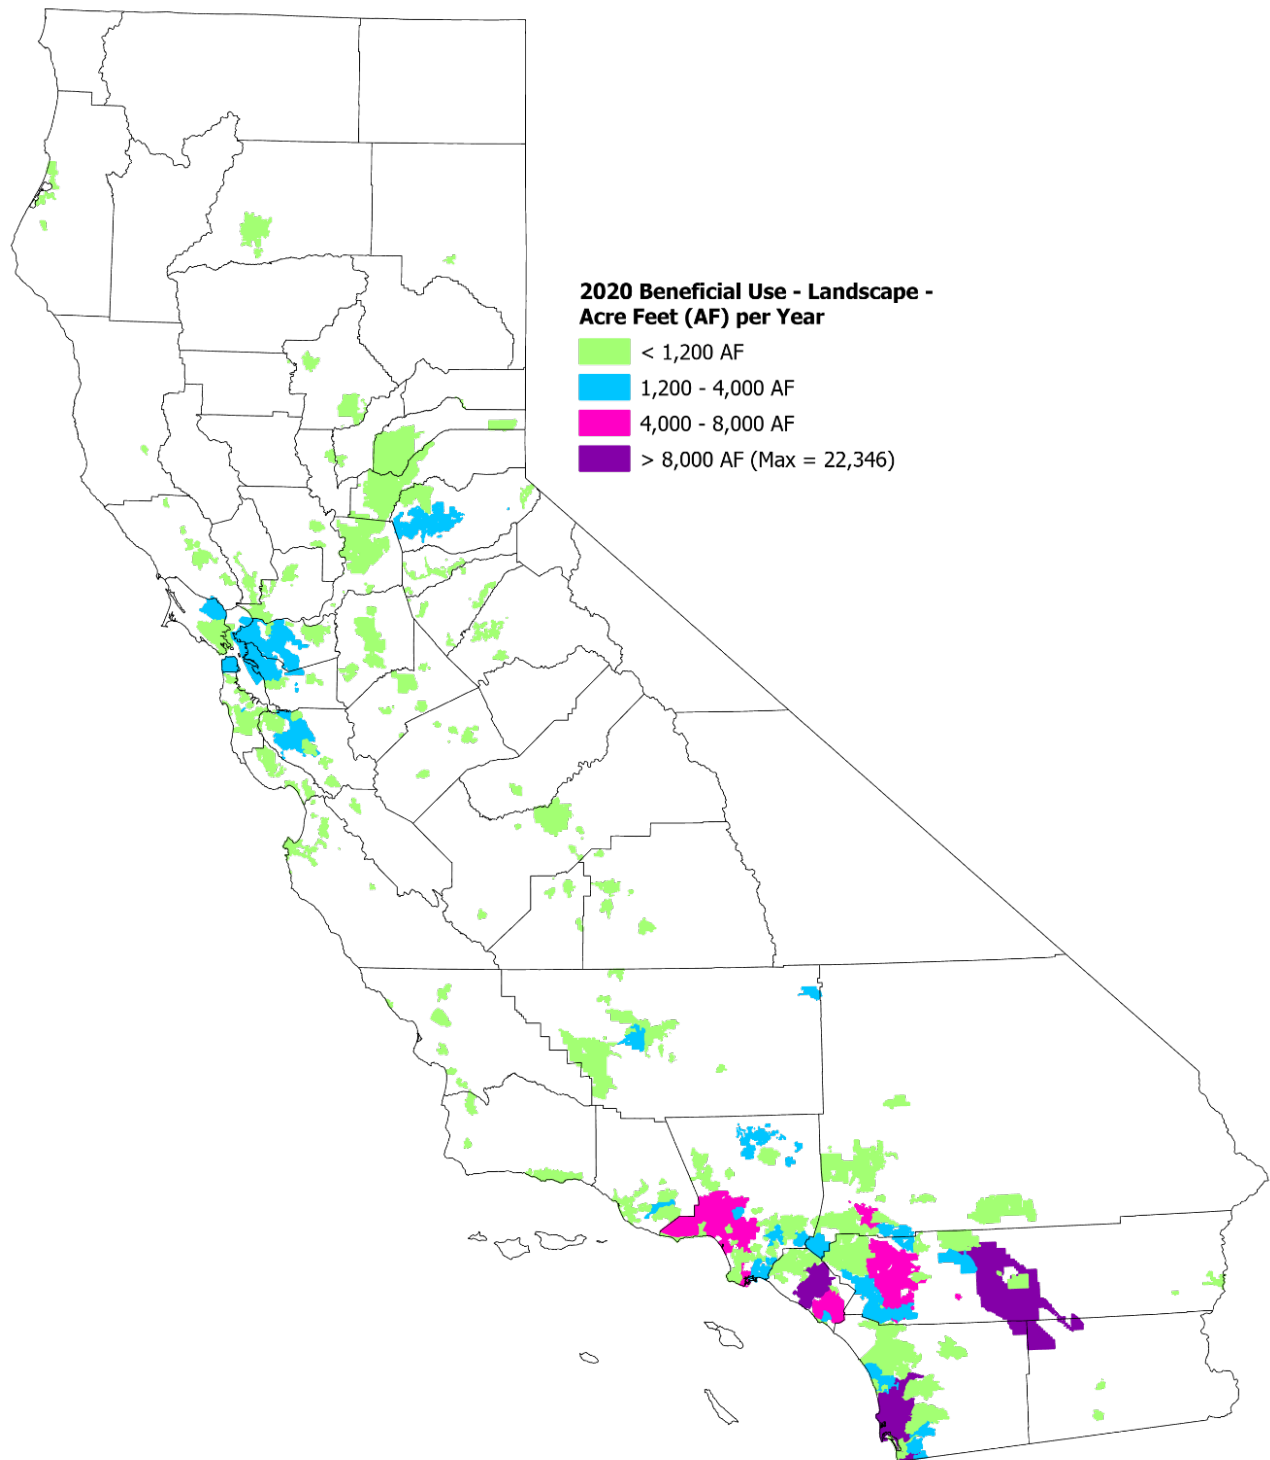 2020 Beneficial Use - Landscape -
Acre Feet (AF) per Year
< 1,200 AF
1,200 - 4,000 AF
4,000 - 8,000 AF
> 8,000 AF (Max = 22,346)